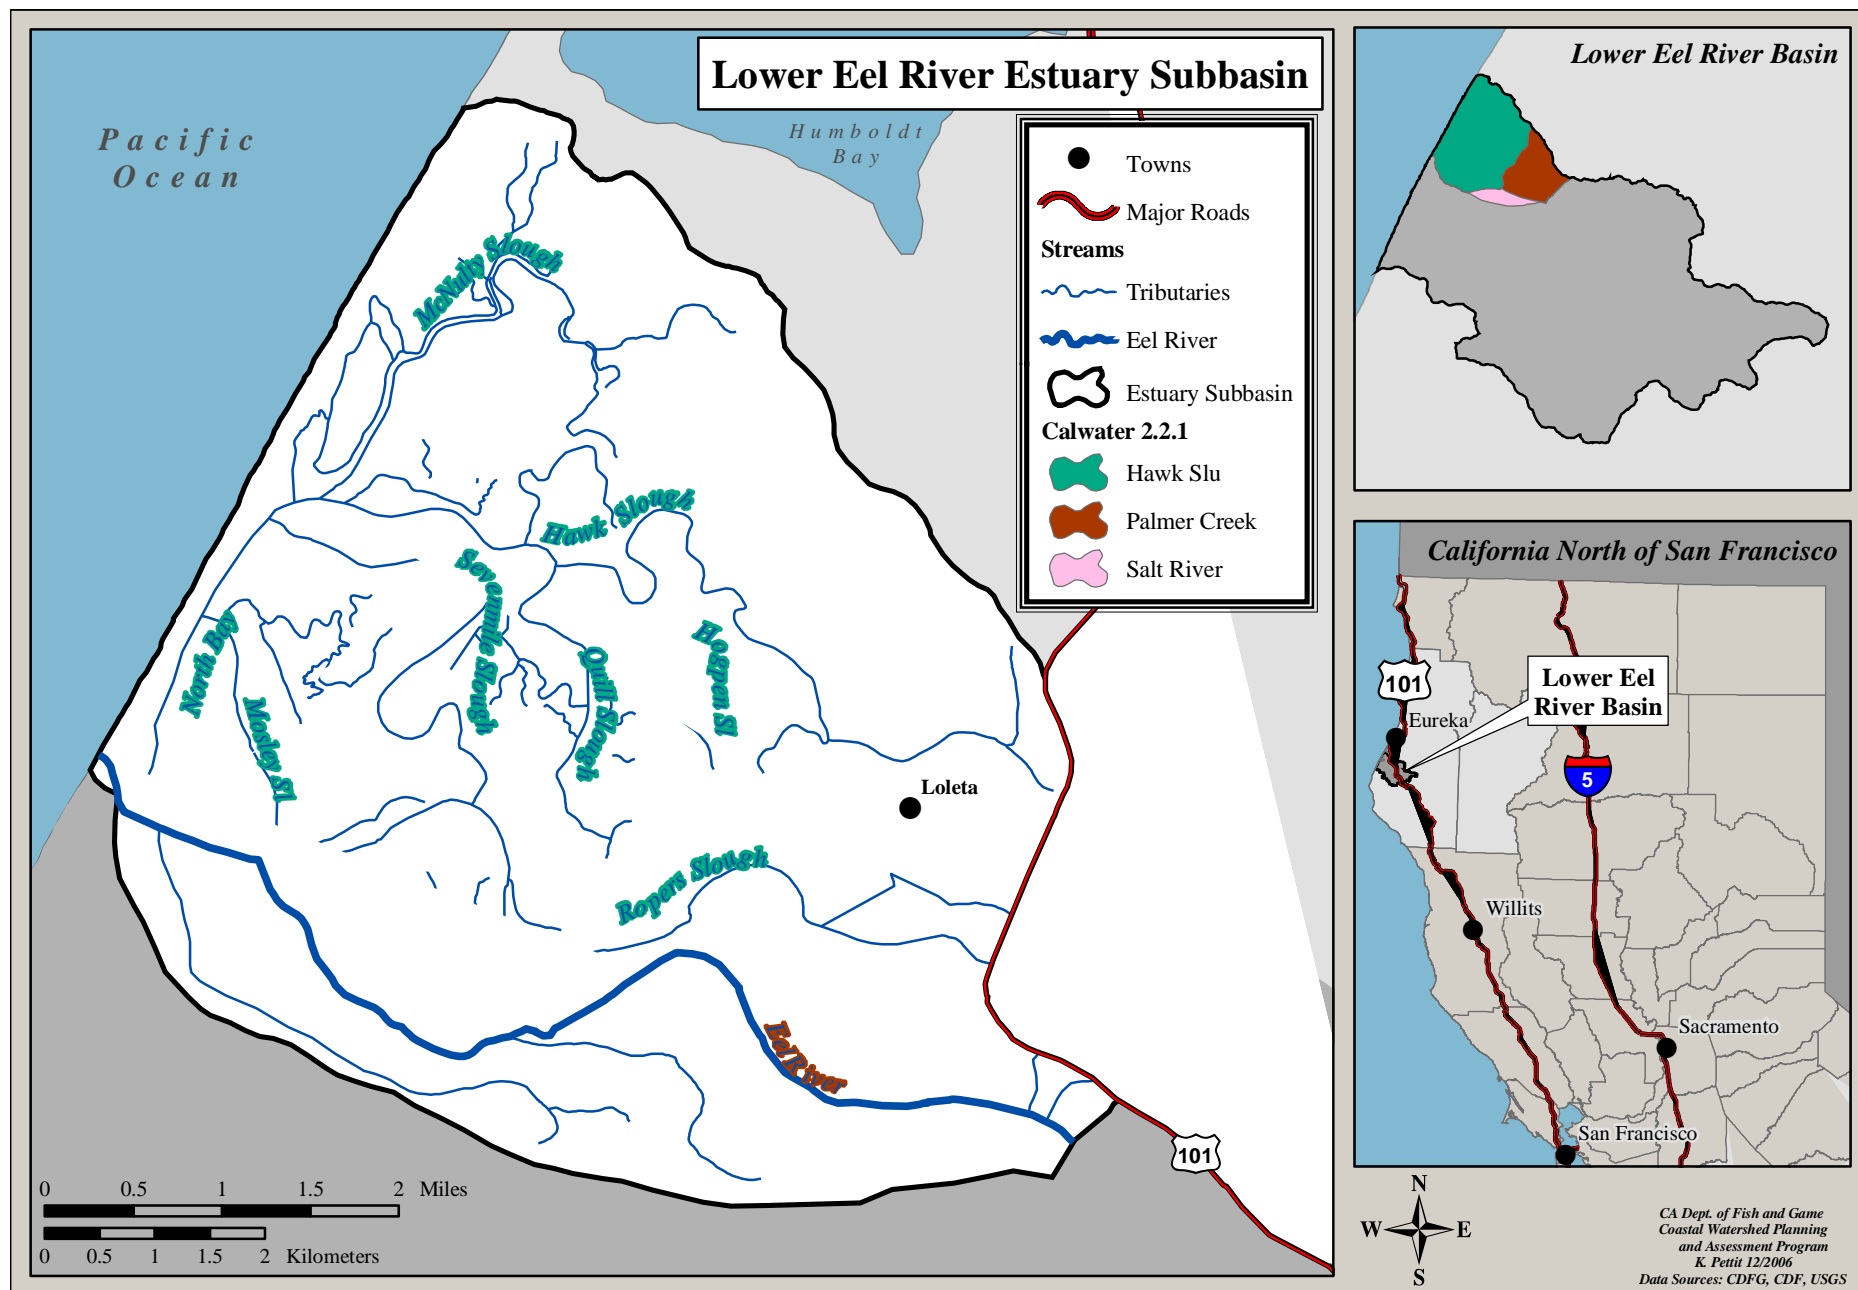 Lower Eel River Estuary Subbasin
Pacific
Ocean
Humboldt
Bay
Towns
Major Roads
Streams
Tributaries
Eel River
Estuary Subbasin
Calwater 2.2.1
Hawk Slu
Palmer Creek
Salt River
McNulty Slough
Hawk Slough
Sevenmile Slough
North Bay
Mosley Sl
Quill Slough
Hogpen Sl
Loleta
Ropers Slough
Eel River
101
0 0.5 1 1.5 2 Miles
0 0.5 1 1.5 2 Kilometers
Lower Eel River Basin
California North of San Francisco
101
Lower Eel
River Basin
Eureka
5
Willits
Sacramento
San Francisco
N
W E
S
CA Dept. of Fish and Game
Coastal Watershed Planning
and Assessment Program
K. Pettit 12/2006
Data Sources: CDFG, CDF, USGS